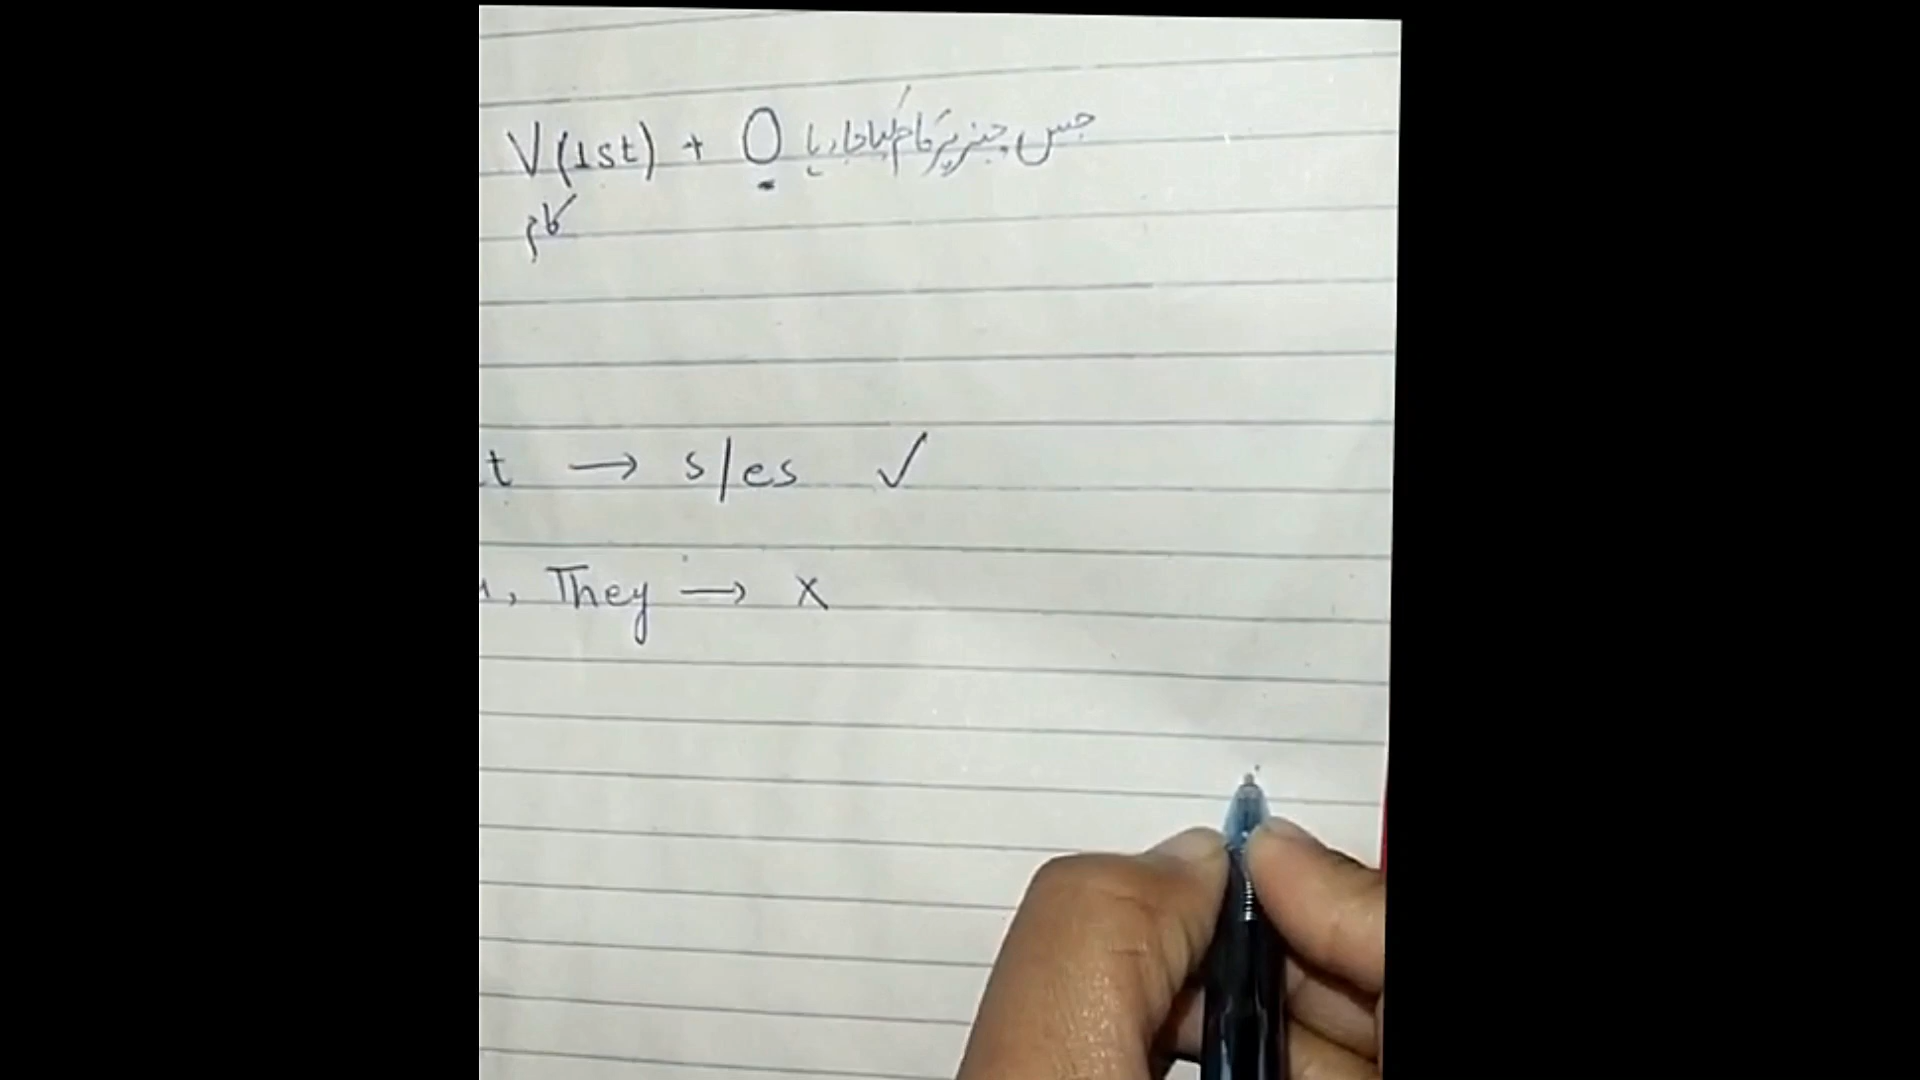 V(1st) + O جس چیز پر کام کیا جا رہا
کام
t → s/es ✓
, They → x